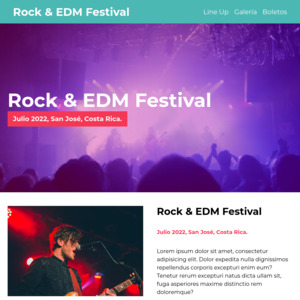 Rock & EDM Festival
Line Up Galería Boletos
Rock & EDM Festival
Julio 2022, San José, Costa Rica.
Rock & EDM Festival
Julio 2022, San José, Costa Rica.
Lorem ipsum dolor sit amet, consectetur
adipisicing elit. Dolor expedita nulla dignissimos
repellendus corporis excepturi enim eum?
Tenetur rerum excepturi natus dicta ullam sit,
fuga asperiores maxime distinctio rem
doloremque?